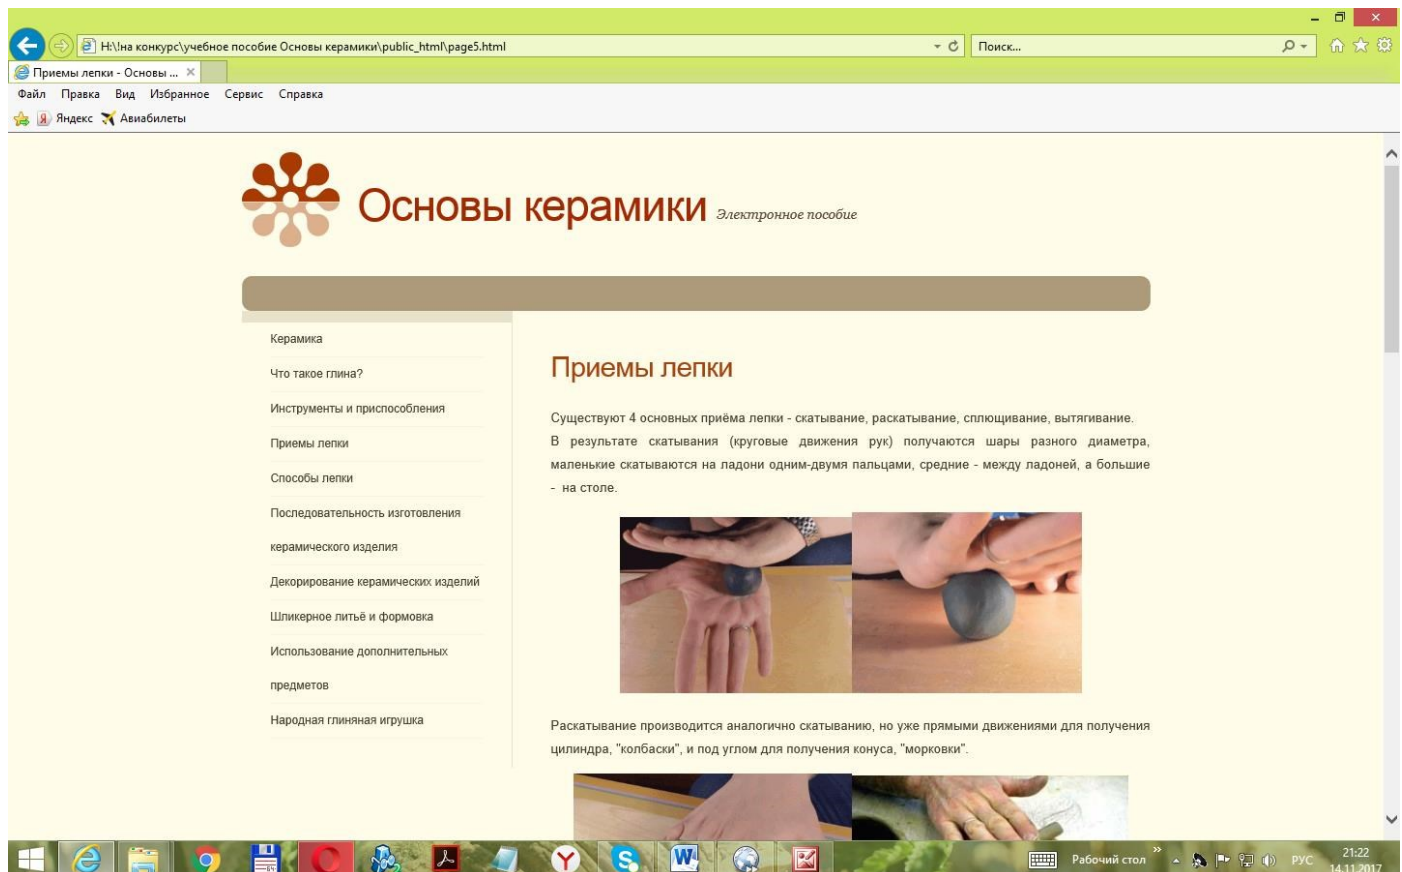 H:\!на конкурс\учебное пособие Основы керамики\public_html\page5.html
Поиск...
Приемы лепки - Основы ...
Файл Правка Вид Избранное Сервис Справка
Яндекс Авиабилеты
Основы керамики Электронное пособие
Керамика
Что такое глина?
Инструменты и приспособления
Приемы лепки
Способы лепки
Последовательность изготовления
керамического изделия
Декорирование керамических изделий
Шликерное литьё и формовка
Использование дополнительных
предметов
Народная глиняная игрушка
Приемы лепки
Существуют 4 основных приёма лепки - скатывание, раскатывание, сплющивание, вытягивание.
В результате скатывания (круговые движения рук) получаются шары разного диаметра,
маленькие скатываются на ладони одним-двумя пальцами, средние - между ладоней, а большие
- на столе.
Раскатывание производится аналогично скатыванию, но уже прямыми движениями для получения
цилиндра, "колбаски", и под углом для получения конуса, "морковки".
Рабочий стол
РУС
21:22
14.11.2017